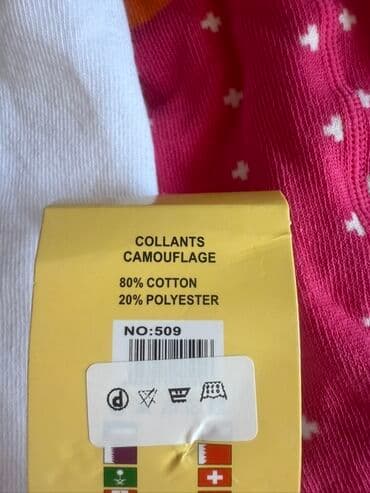 COLLANTS
CAMOUFLAGE
80% COTTON
20% POLYESTER
NO:509
P